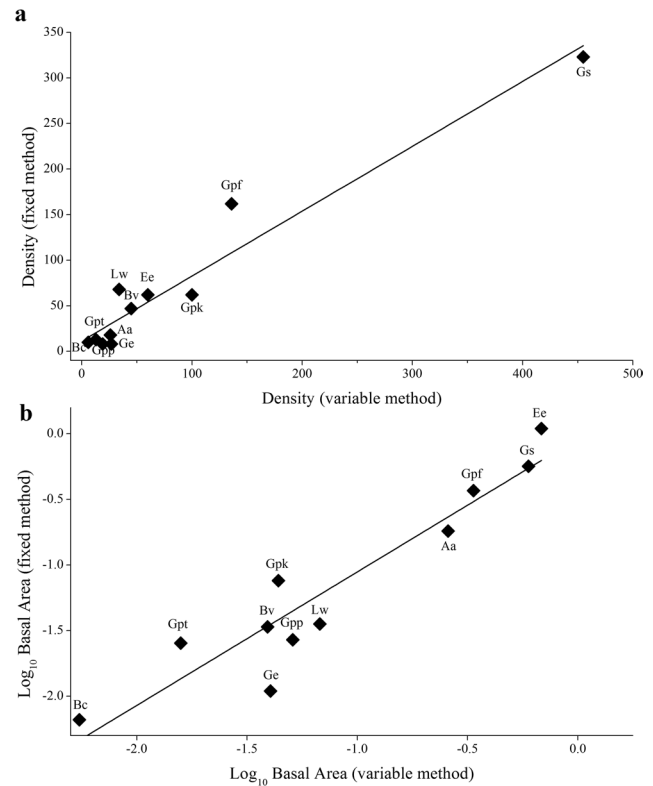 a
350
300
250
200
150
100
50
0
Density (fixed method)
Gs
Gpf
Lw
Ee
Bv
Gpk
Gpt
Aa
Bc
Gpp
Ge
0
100
200
300
400
500
Density (variable method)
b
0.0
-0.5
-1.0
-1.5
-2.0
Log10 Basal Area (fixed method)
Ee
Gs
Gpf
Aa
Gpk
Bv
Lw
Gpt
Gpp
Ge
Bc
-2.0
-1.5
-1.0
-0.5
0.0
Log10 Basal Area (variable method)